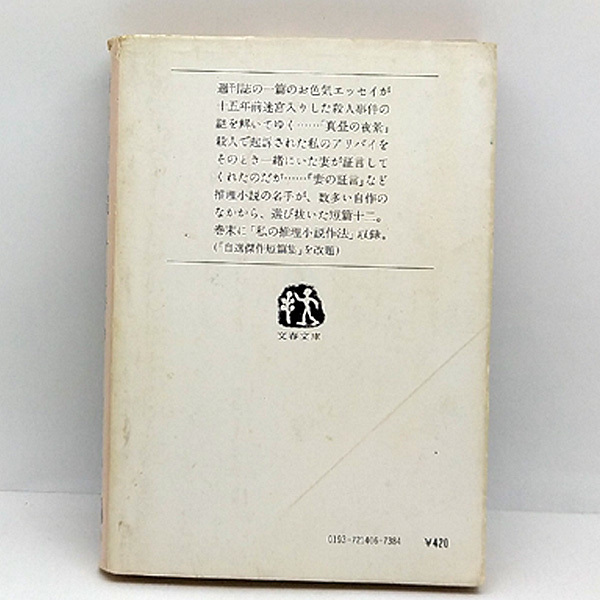 週刊誌の一篇のお色気エッセイが
十五年前迷宮入りした殺人事件の
謎を解いてゆく……「真昼の夜景」
殺人で起訴された私のアリバイを
そのとき一緒にいた妻が証言して
くれたのだが……「妻の証言」など
推理小説の名手が、数多い自作の
なかから、選び抜いた短篇十二。
巻末に「私の推理小説作法」収録。
(「自選傑作短篇集」を改題)
文春文庫
0193-721406-7384 ¥420